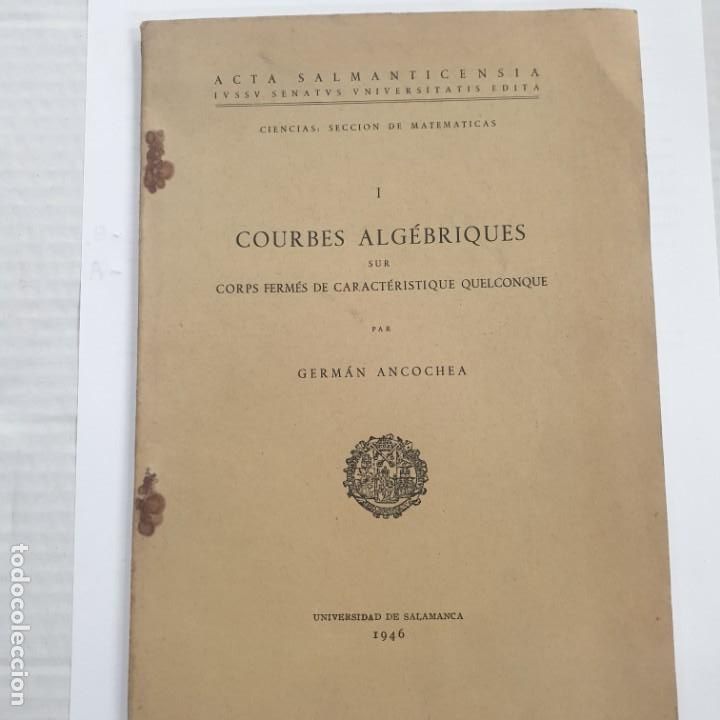 ACTA SALMANTICENSIA
IVSSV SENATVS VNIVERSITATIS EDITA
CIENCIAS: SECCION DE MATEMATICAS
I
COURBES ALGÉBRIQUES
SUR
CORPS FERMÉS DE CARACTÉRISTIQUE QUELCONQUE
PAR
GERMÁN ANCOCHEA
UNIVERSIDAD DE SALAMANCA
1946
todocoleccion